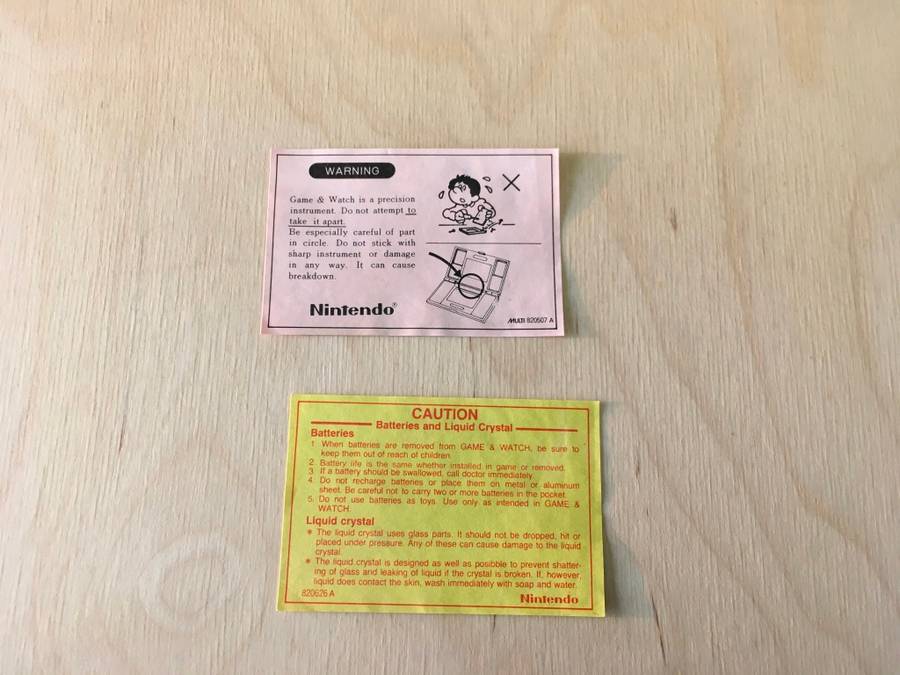 WARNING
Game & Watch is a precision
instrument. Do not attempt to
take it apart.
Be especially careful of part
in circle. Do not stick with
sharp instrument or damage
in any way. It can cause
breakdown.
Nintendo®
MULTI 820507 A
CAUTION
Batteries and Liquid Crystal
Batteries
1. When batteries are removed from GAME & WATCH, be sure to
keep them out of reach of children.
2. Battery life is the same whether installed in game or removed.
3. If a battery should be swallowed, call doctor immediately.
4. Do not recharge batteries or place them on metal or aluminum
sheet. Be careful not to carry two or more batteries in the pocket.
5. Do not use batteries as toys. Use only as intended in GAME &
WATCH.
Liquid crystal
* The liquid crystal uses glass parts. It should not be dropped, hit or
placed under pressure. Any of these can cause damage to the liquid
crystal.
* The liquid crystal is designed as well as posible to prevent shatter-
ing of glass and leaking of liquid if the crystal is broken. If, however,
liquid does contact the skin, wash immediately with soap and water.
820626 A
Nintendo